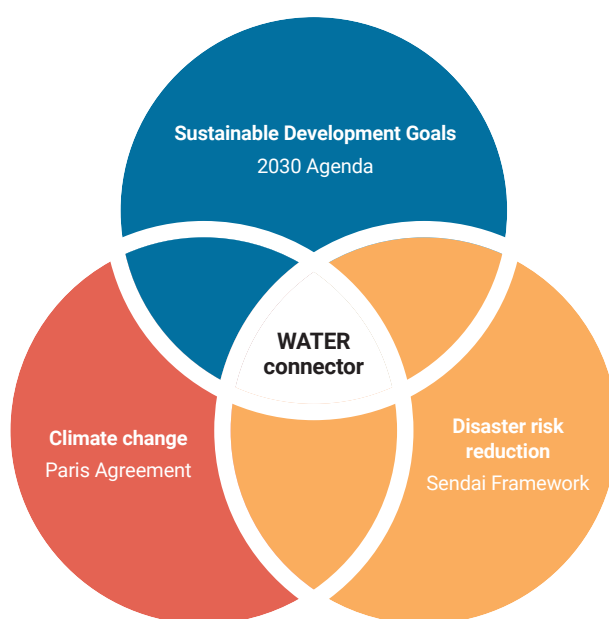 Sustainable Development Goals
2030 Agenda
WATER
connector
Climate change
Paris Agreement
Disaster risk
reduction
Sendai Framework